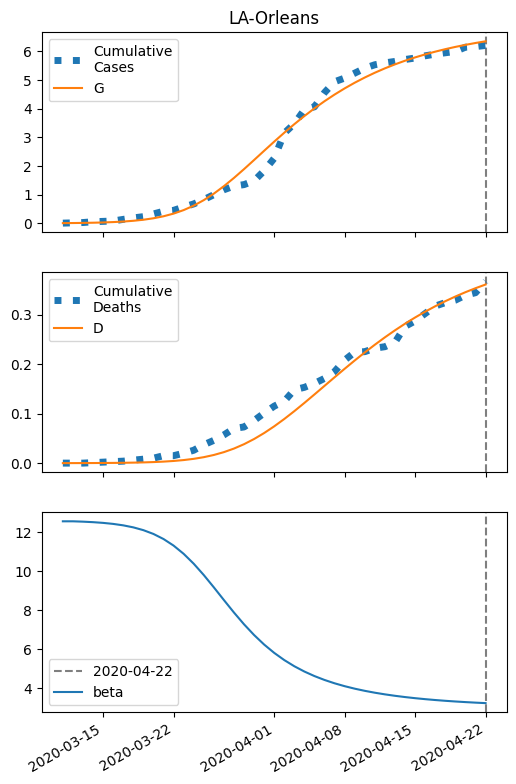 LA-Orleans
6
5
4
3
2
1
0
Cumulative
Cases
G
0.3
0.2
0.1
0.0
Cumulative
Deaths
D
12
10
8
6
4
2020-04-22
beta
2020-03-15
2020-03-22
2020-04-01
2020-04-08
2020-04-15
2020-04-22